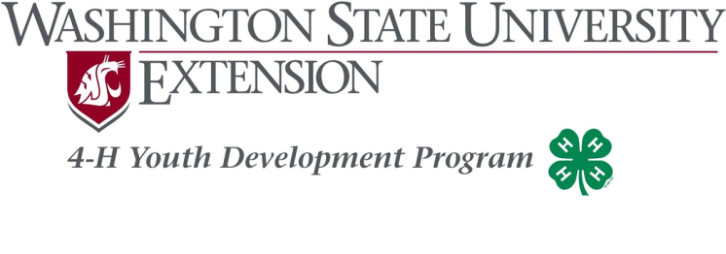 WASHINGTON STATE UNIVERSITY
EXTENSION
4-H Youth Development Program
H H
H H